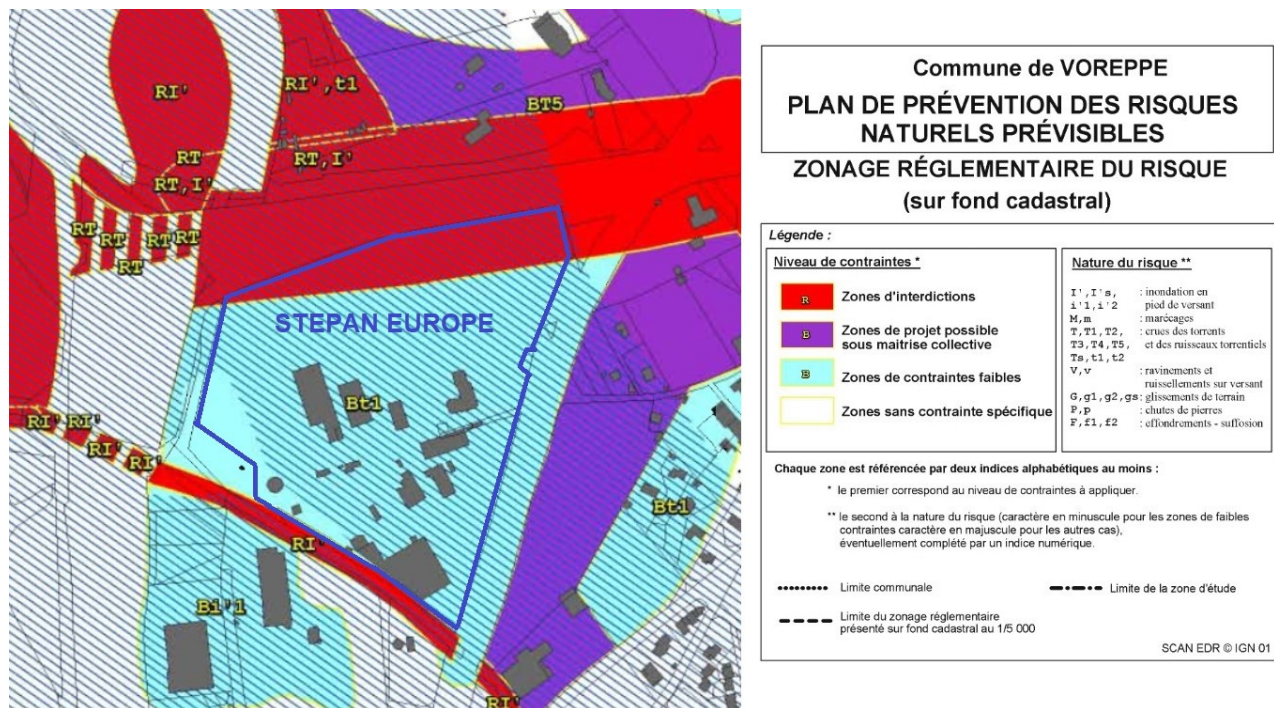 RI'
RI',t1
BT5
RT
RT,I'
RT,I'
RT
RT
RT
RT
RT
STEPAN EUROPE
Bt1
RI'
RI'
RI'
RI'
Bt1
RI'
Bi'1
RI'
Commune de VOREPPE
PLAN DE PRÉVENTION DES RISQUES
NATURELS PRÉVISIBLES
ZONAGE RÉGLEMENTAIRE DU RISQUE
(sur fond cadastral)
Légende :
Niveau de contraintes *
R Zones d'interdictions
B Zones de projet possible
sous maitrise collective
B Zones de contraintes faibles
Zones sans contrainte spécifique
Nature du risque **
I',I's, : inondation en
i'1,i'2 pied de versant
M,m : marécages
T,T1,T2, : crues des torrents
T3,T4,T5, et des ruisseaux torrentiels
Ts,t1,t2
V,v : ravinements et
ruissellements sur versant
G,g1,g2,gs: glissements de terrain
P,p : chutes de pierres
F,f1,f2 : effondrements - suffosion
Chaque zone est référencée par deux indices alphabétiques au moins :
* le premier correspond au niveau de contraintes à appliquer.
** le second à la nature du risque (caractère en minuscule pour les zones de faibles
contraintes caractère en majuscule pour les autres cas),
éventuellement complété par un indice numérique.
Limite communale
Limite de la zone d'étude
Limite du zonage réglementaire
présenté sur fond cadastral au 1/5 000
SCAN EDR © IGN 01